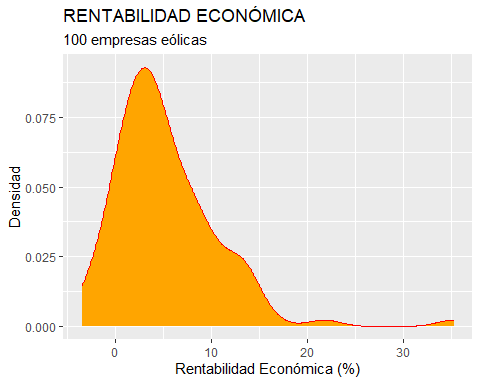 RENTABILIDAD ECONÓMICA
100 empresas eólicas
Densidad
0.075
0.050
0.025
0.000
0 10 20 30
Rentabilidad Económica (%)